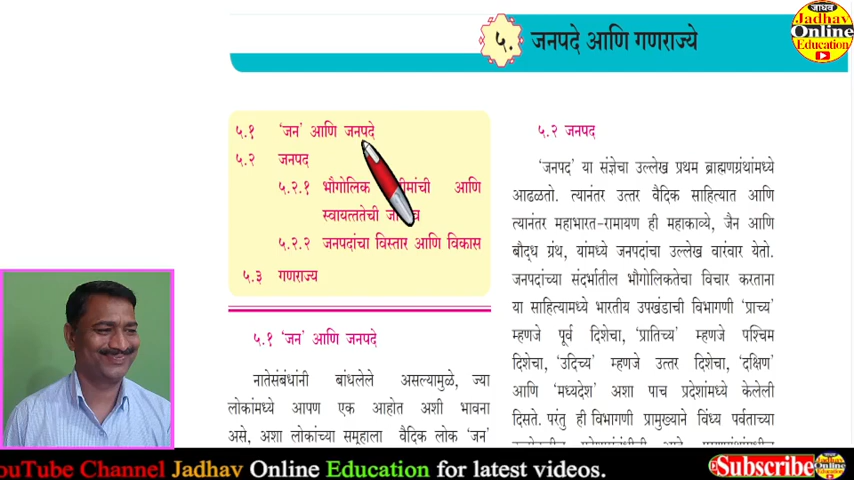 ५. जनपदे आणि गणराज्ये
जाधव
Jadhav
Online
Education
५.१ 'जन' आणि जनपदे
५.२ जनपद
५.२.१ भौगोलिक आणि
स्वायत्ततेची
५.२.२ जनपदांचा विस्तार आणि विकास
५.३ गणराज्य
५.१ 'जन' आणि जनपदे
नातेसंबंधांनी बांधलेले असल्यामुळे, ज्या
लोकांमध्ये आपण एक आहोत अशी भावना
असे, अशा लोकांच्या समूहाला वैदिक लोक 'जन'
५.२ जनपद
'जनपद' या संज्ञेचा उल्लेख प्रथम ब्राह्मणग्रंथांमध्ये
आढळतो. त्यानंतर उत्तर वैदिक साहित्यात आणि
त्यानंतर महाभारत-रामायण ही महाकाव्ये, जैन आणि
बौद्ध ग्रंथ, यांमध्ये जनपदांचा उल्लेख वारंवार येतो.
जनपदांच्या संदर्भातील भौगोलिकतेचा विचार करताना
या साहित्यामध्ये भारतीय उपखंडाची विभागणी 'प्राच्य'
म्हणजे पूर्व दिशेचा, 'प्रातिच्य' म्हणजे पश्चिम
दिशेचा, 'उदिच्य' म्हणजे उत्तर दिशेचा, 'दक्षिण'
आणि 'मध्यदेश' अशा पाच प्रदेशांमध्ये केलेली
दिसते. परंतु ही विभागणी प्रामुख्याने विंध्य पर्वताच्या
ouTube Channel Jadhav Online Education for latest videos.
Subscribe
Jadhav
Online
Education